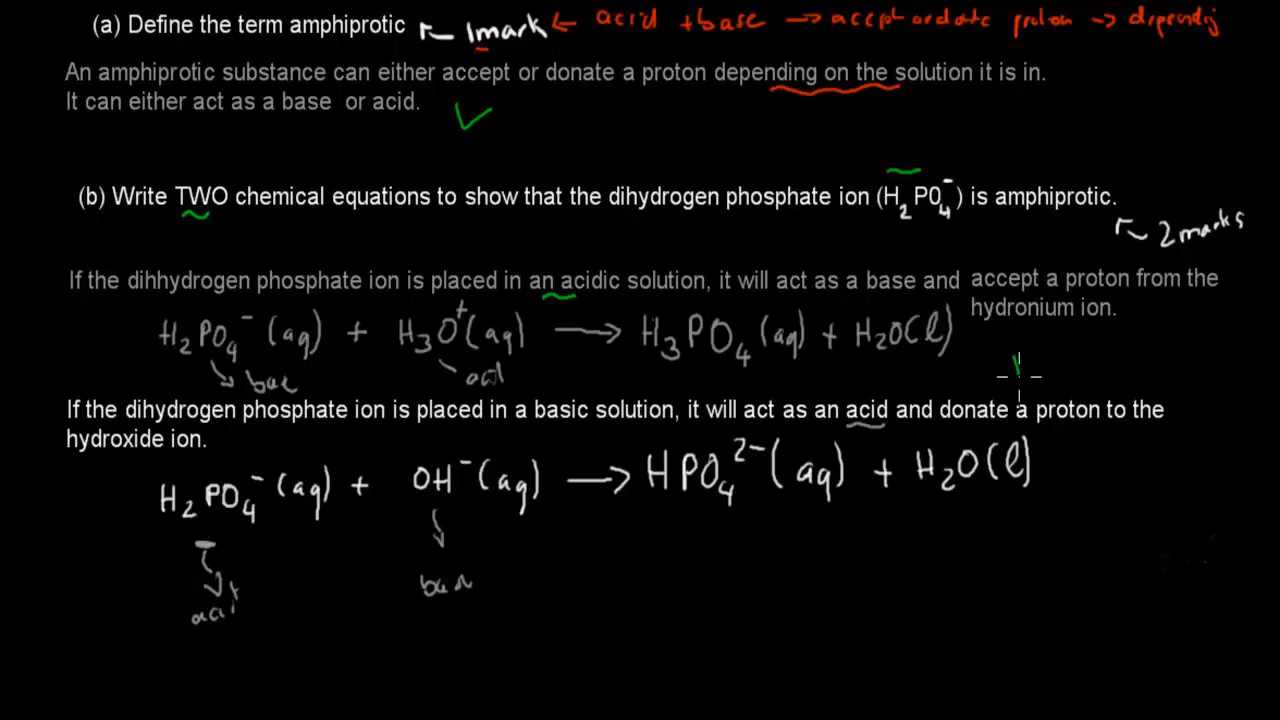 (a) Define the term amphiprotic ← 1mark ← acid + base → accept or donate proton → depending
An amphiprotic substance can either accept or donate a proton depending on the solution it is in.
It can either act as a base or acid.
(b) Write TWO chemical equations to show that the dihydrogen phosphate ion (H₂PO₄⁻) is amphiprotic.
2 marks
If the dihhydrogen phosphate ion is placed in an acidic solution, it will act as a base and accept a proton from the
hydronium ion.
H₂PO₄⁻(aq) + H₃O⁺(aq) → H₃PO₄(aq) + H₂O(l)
base acid
If the dihydrogen phosphate ion is placed in a basic solution, it will act as an acid and donate a proton to the
hydroxide ion.
H₂PO₄⁻(aq) + OH⁻(aq) → HPO₄²⁻(aq) + H₂O(l)
acid base